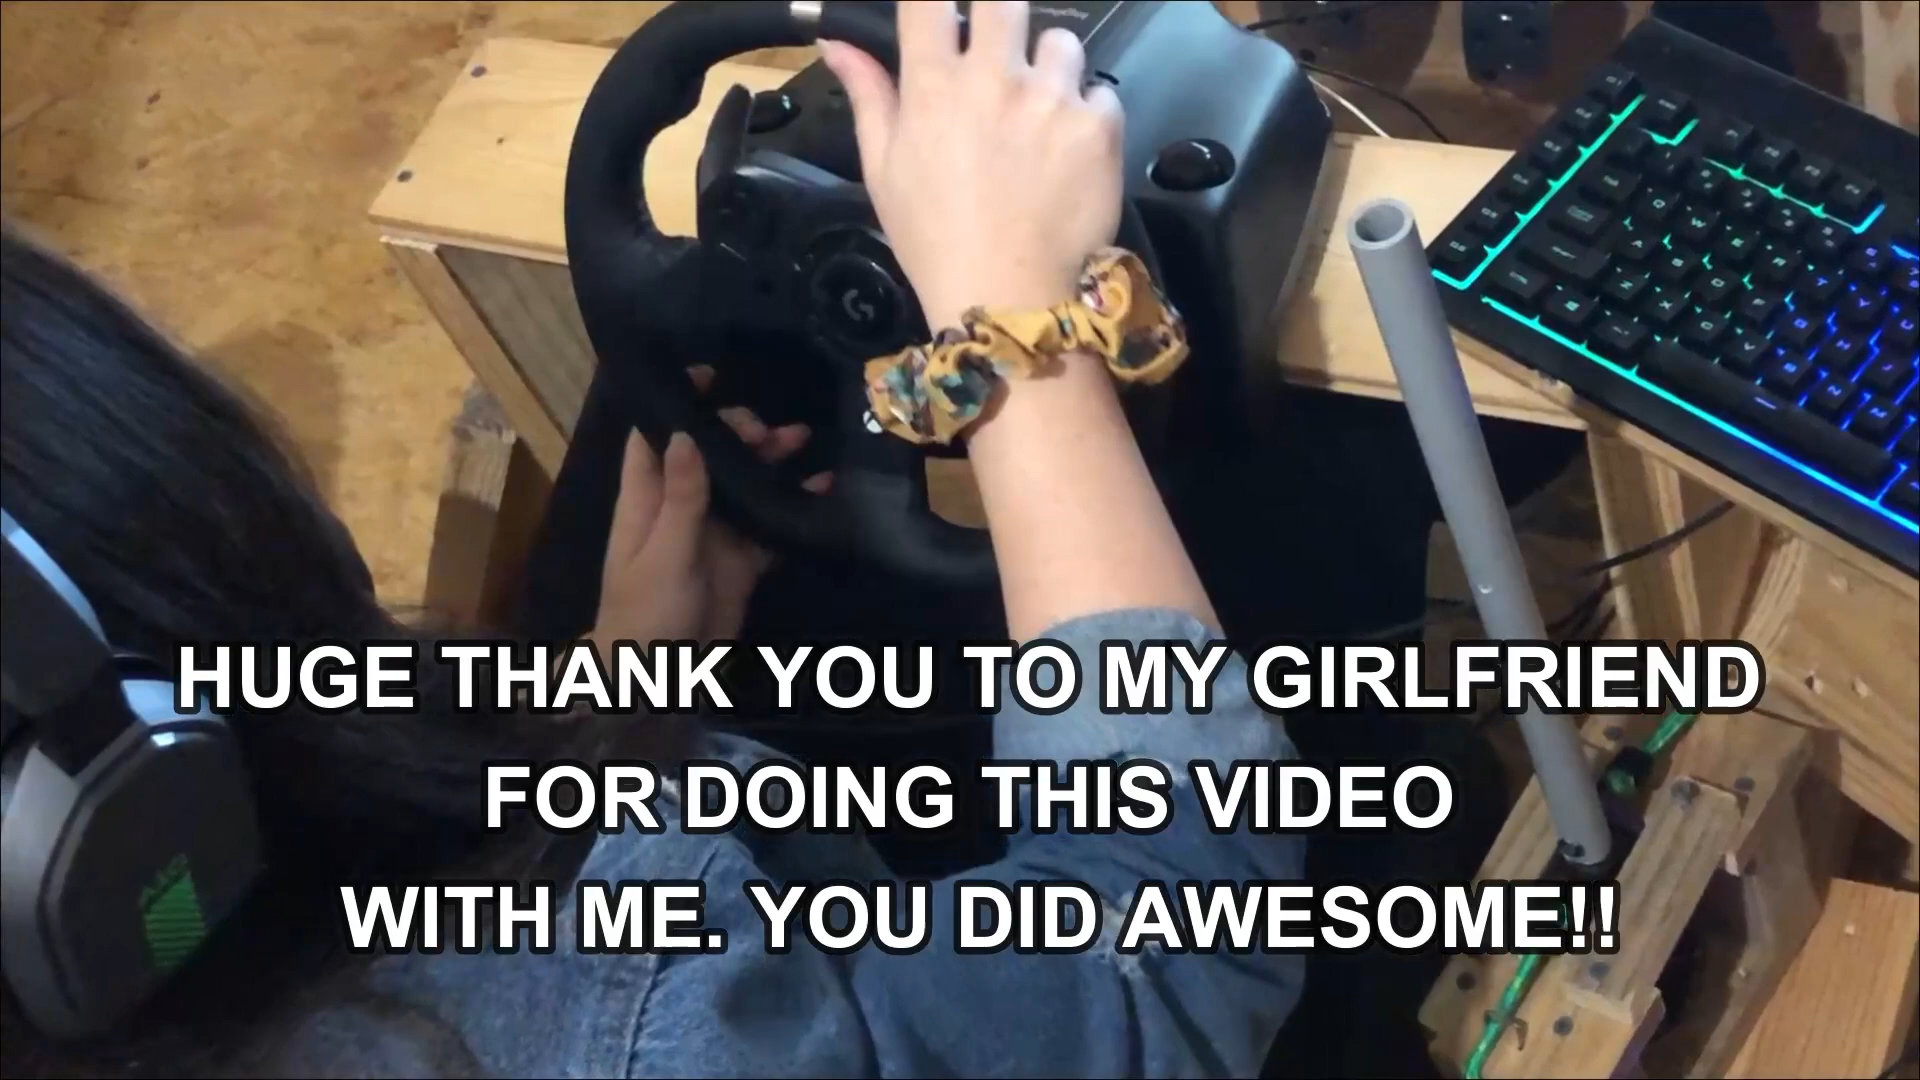 HUGE THANK YOU TO MY GIRLFRIEND
FOR DOING THIS VIDEO
WITH ME. YOU DID AWESOME!!